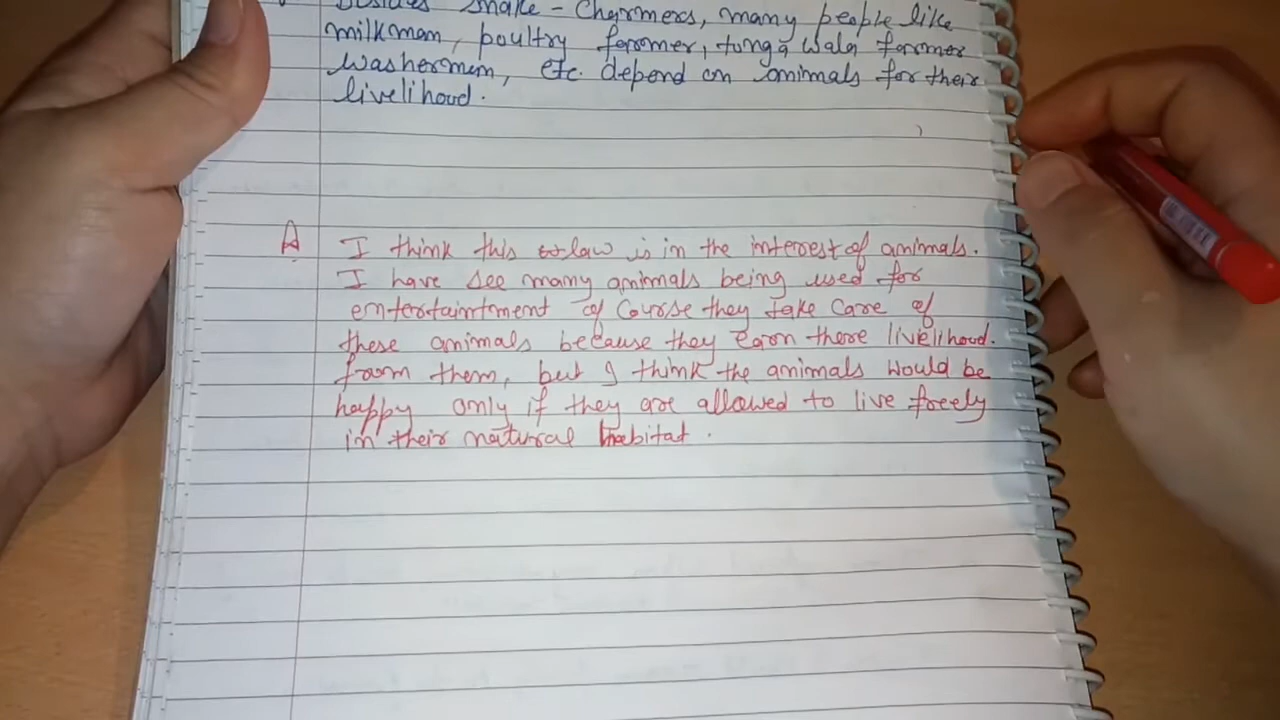 Besides snake - Charmers, many people like
milkman, poultry farmer, tonga wala farmer
washerman, etc. depend on animals for their
livelihood.
A I think this law is in the interest of animals.
I have see many animals being used for
entertaintment of Course they take Care of
these animals because they earn there livelihood.
from them, but I think the animals would be
happy only if they are allowed to live freely
in their natural habitat.